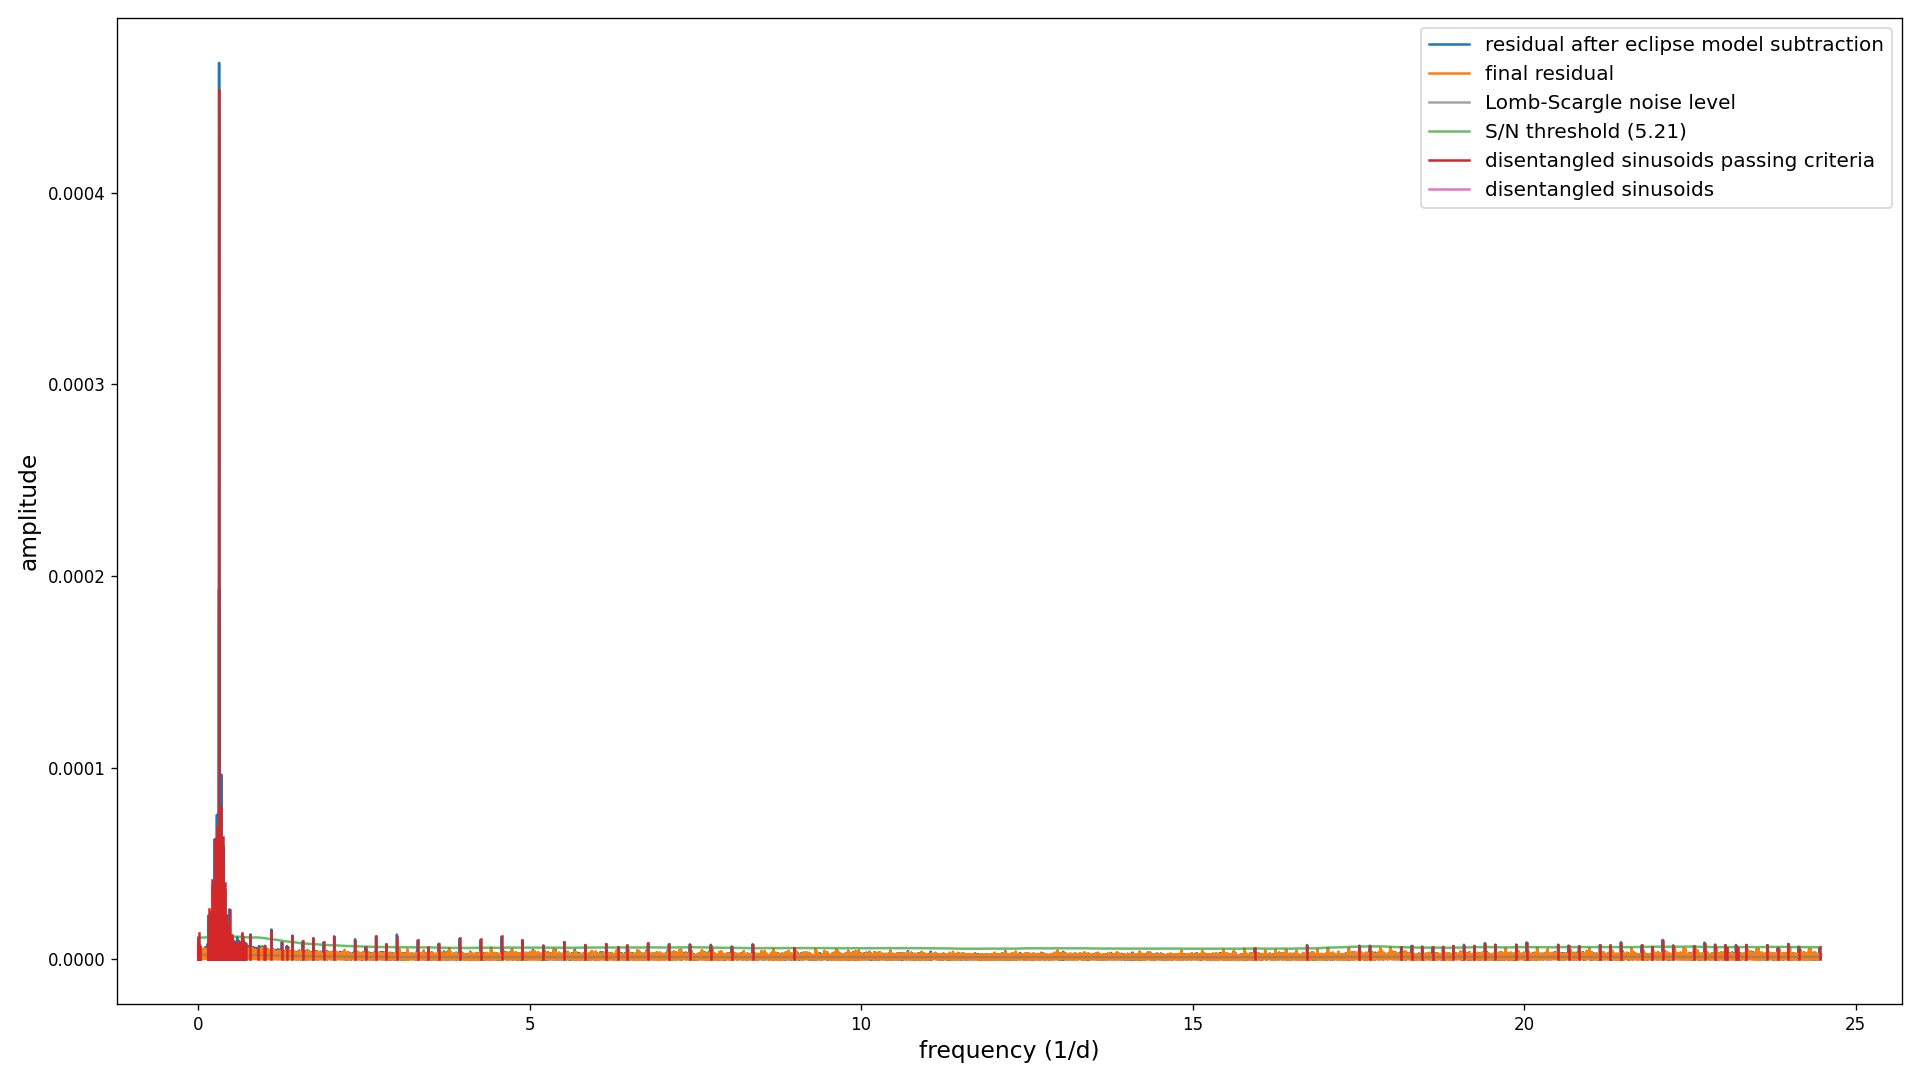 residual after eclipse model subtraction
final residual
Lomb-Scargle noise level
S/N threshold (5.21)
disentangled sinusoids passing criteria
disentangled sinusoids
amplitude
0.0004
0.0003
0.0002
0.0001
0.0000
0 5 10 15 20 25
frequency (1/d)